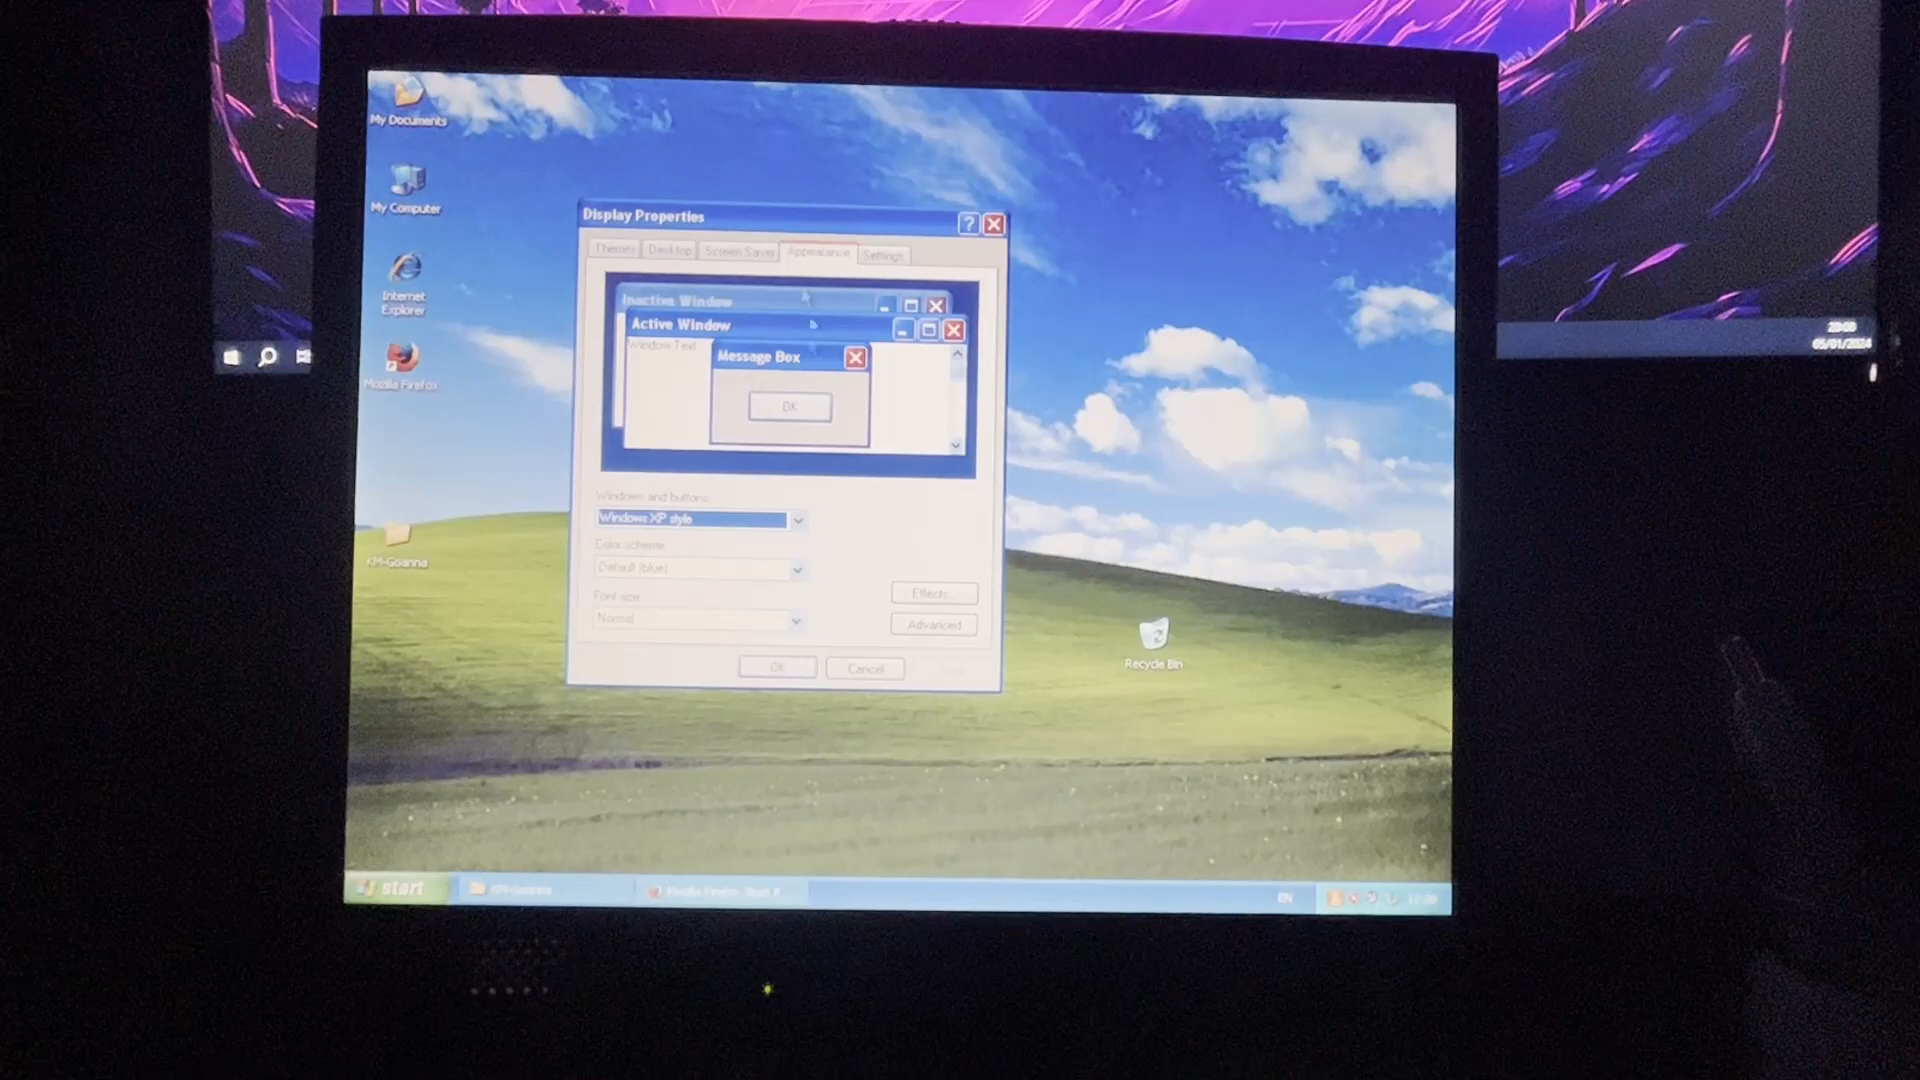 My Documents
My Computer
Internet
Explorer
Mozilla Firefox
KM-Goanna
Display Properties
?
Themes
Desktop
Screen Saver
Appearance
Settings
Inactive Window
Active Window
Window Text
Message Box
OK
Windows and buttons:
Windows XP style
Color scheme:
Default (blue)
Font size:
Normal
Effects...
Advanced
OK
Cancel
Recycle Bin
start
KM-Goanna
Mozilla Firefox
EN
20:08
05/01/2024